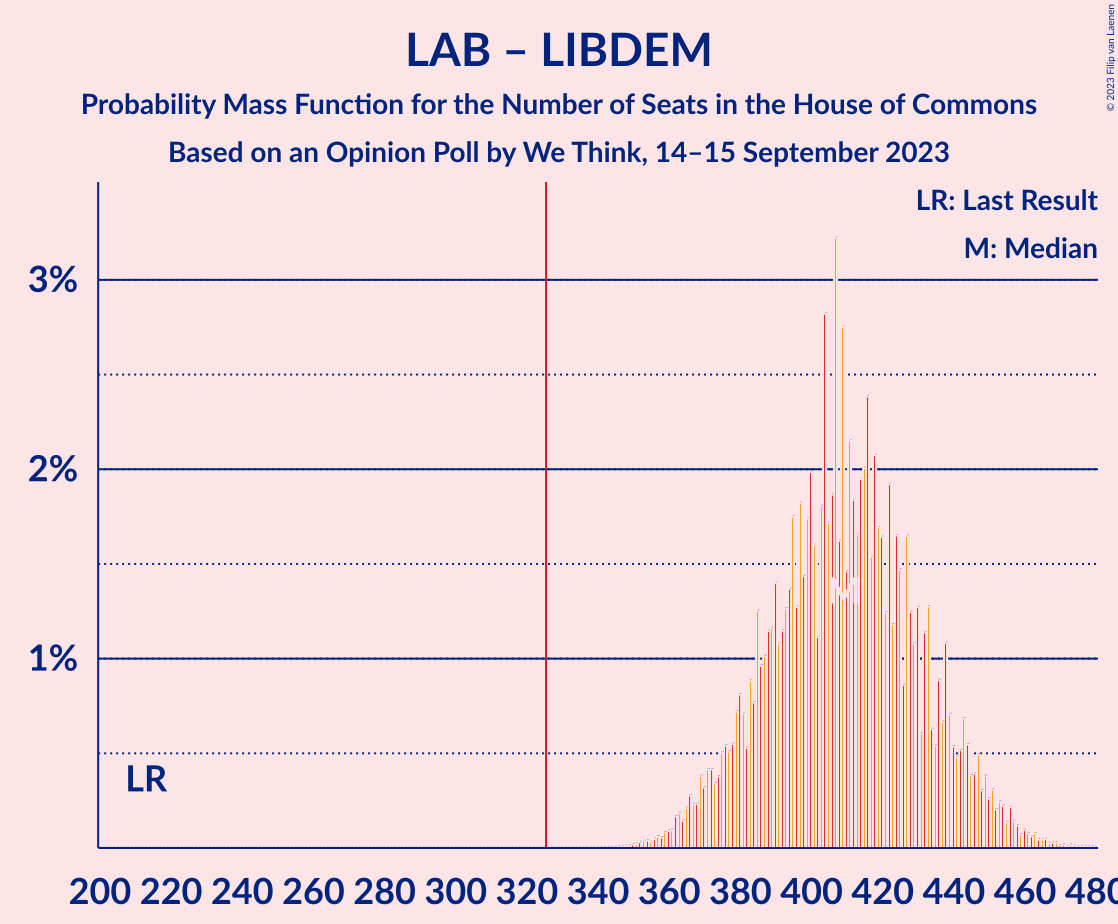 LAB – LIBDEM
Probability Mass Function for the Number of Seats in the House of Commons
Based on an Opinion Poll by We Think, 14–15 September 2023
© 2023 Filip van Laenen
LR: Last Result
M: Median
3%
2%
1%
LR
M
200 220 240 260 280 300 320 340 360 380 400 420 440 460 480